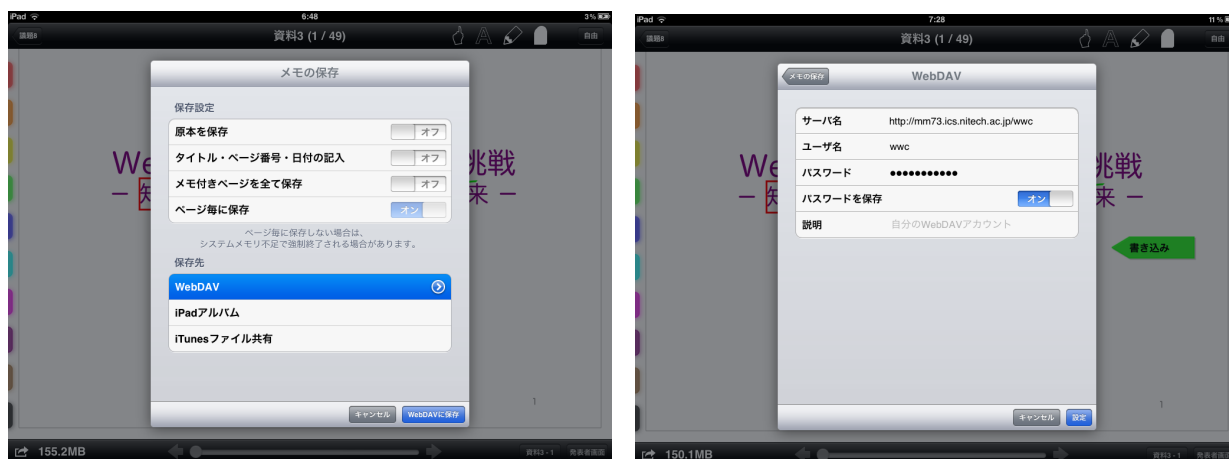 iPad 6:48 3%
議題8 資料3 (1 / 49) 自由
メモの保存
保存設定
原本を保存 オフ
タイトル・ページ番号・日付の記入 オフ
メモ付きページを全て保存 オフ
ページ毎に保存 オン
ページ毎に保存しない場合は、
システムメモリ不足で強制終了される場合があります。
保存先
WebDAV
iPadアルバム
iTunesファイル共有
キャンセル WebDAVに保存
We 挑戦
来 ー
1
155.2MB 資料3 - 1 発表者画面
iPad 7:28 11%
議題8 資料3 (1 / 49) 自由
メモの保存 WebDAV
サーバ名 http://mm73.ics.nitech.ac.jp/wwc
ユーザ名 wwc
パスワード ●●●●●●●●●●●
パスワードを保存 オン
説明 自分のWebDAVアカウント
We 挑戦
来 ー
書き込み
キャンセル 設定
1
150.1MB 資料3 - 1 発表者画面